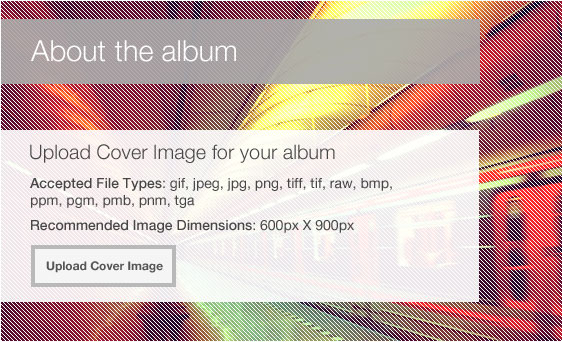 About the album
Upload Cover Image for your album
Accepted File Types: gif, jpeg, jpg, png, tiff, tif, raw, bmp,
ppm, pgm, pmb, pnm, tga
Recommended Image Dimensions: 600px X 900px
Upload Cover Image